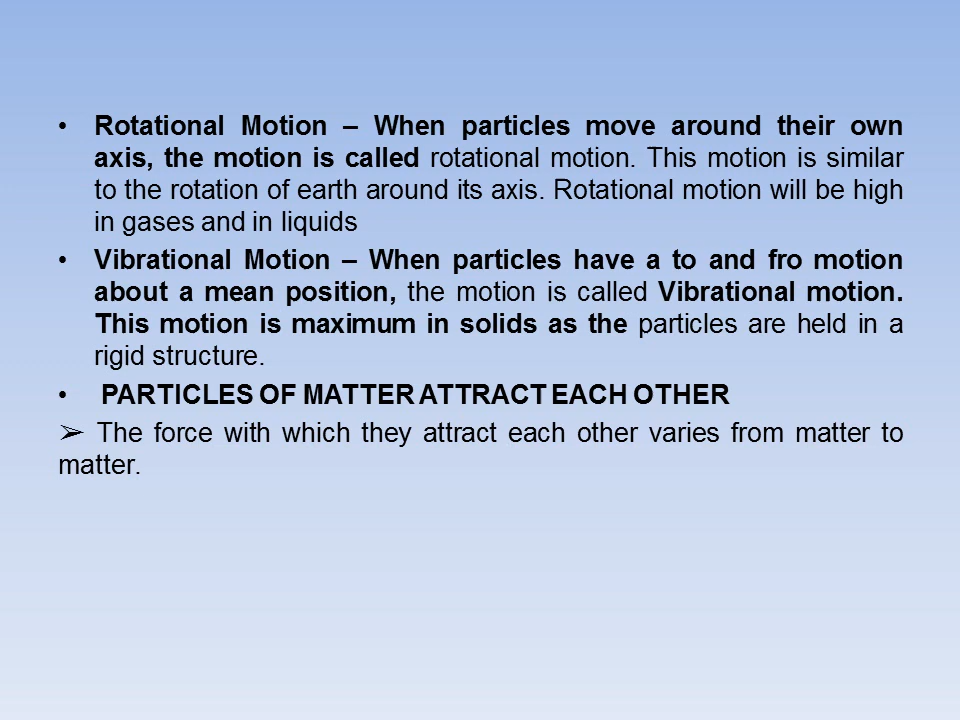 • Rotational Motion – When particles move around their own
axis, the motion is called rotational motion. This motion is similar
to the rotation of earth around its axis. Rotational motion will be high
in gases and in liquids
• Vibrational Motion – When particles have a to and fro motion
about a mean position, the motion is called Vibrational motion.
This motion is maximum in solids as the particles are held in a
rigid structure.
• PARTICLES OF MATTER ATTRACT EACH OTHER
➢ The force with which they attract each other varies from matter to
matter.